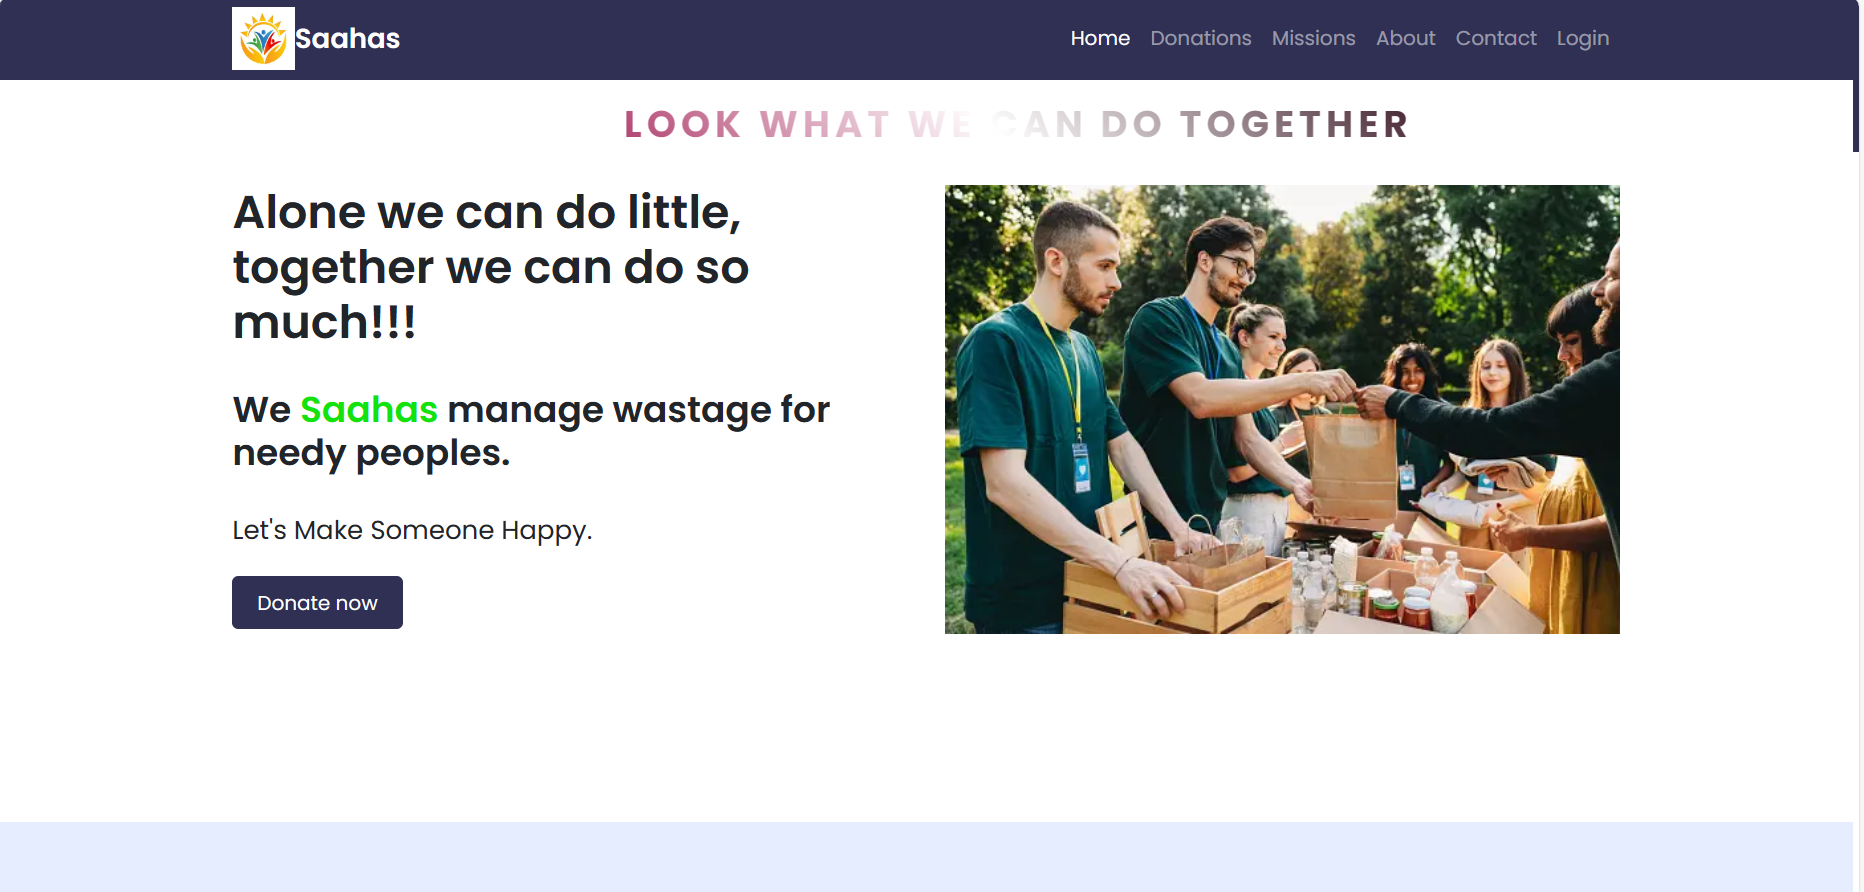 Saahas
Home Donations Missions About Contact Login
LOOK WHAT WE CAN DO TOGETHER
Alone we can do little,
together we can do so
much!!!
We Saahas manage wastage for
needy peoples.
Let's Make Someone Happy.
Donate now